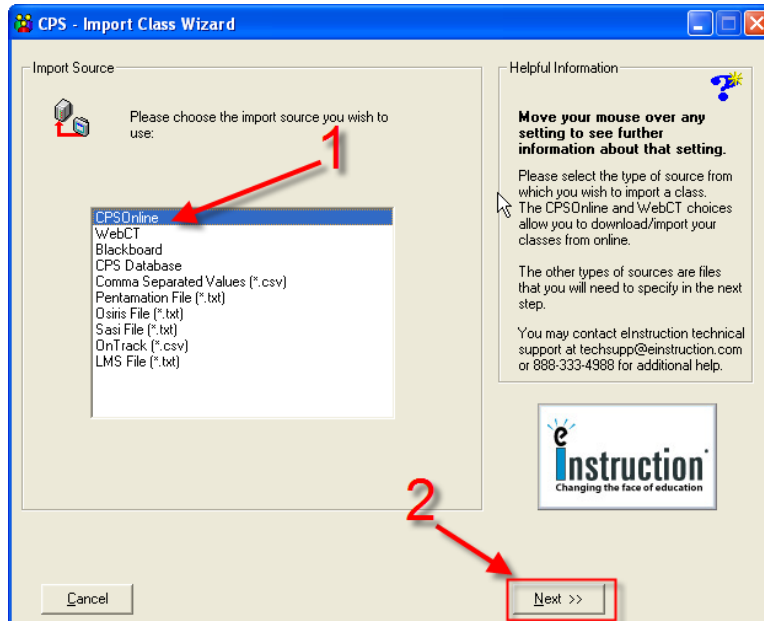 CPS - Import Class Wizard
Import Source
Please choose the import source you wish to
use:
1
CPSOnline
WebCT
Blackboard
CPS Database
Comma Separated Values (*.csv)
Pentamation File (*.txt)
Osiris File (*.txt)
Sasi File (*.txt)
OnTrack (*.csv)
LMS File (*.txt)
Helpful Information
Move your mouse over any
setting to see further
information about that setting.
Please select the type of source from
which you wish to import a class.
The CPSOnline and WebCT choices
allow you to download/import your
classes from online.
The other types of sources are files
that you will need to specify in the next
step.
You may contact eInstruction technical
support at techsupp@einstruction.com
or 888-333-4988 for additional help.
eInstruction
Changing the face of education
2
Cancel
Next >>